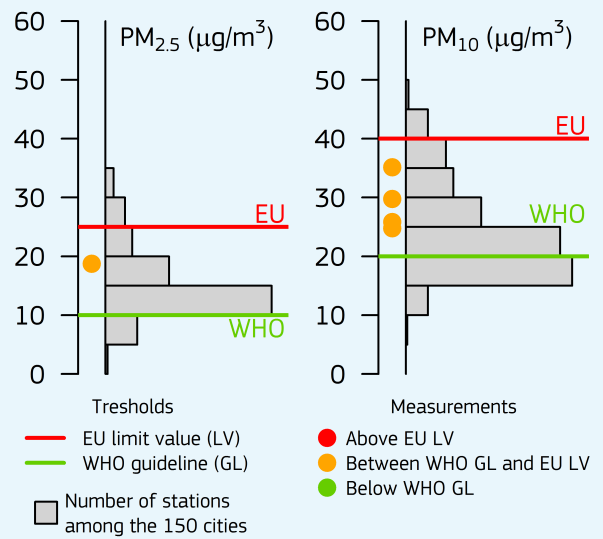 PM2.5 (µg/m³)
60
50
40
30
20
10
0
EU
WHO
PM10 (µg/m³)
60
50
40
30
20
10
0
EU
WHO
Tresholds
EU limit value (LV)
WHO guideline (GL)
Number of stations
among the 150 cities
Measurements
Above EU LV
Between WHO GL and EU LV
Below WHO GL